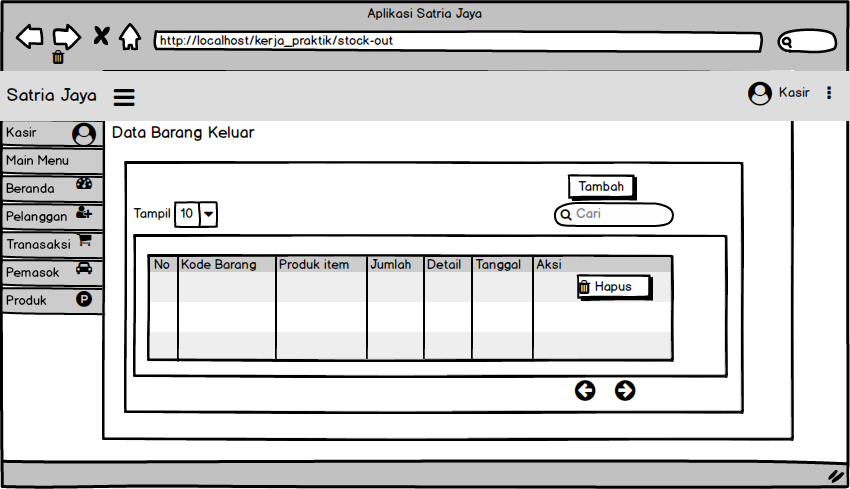 Aplikasi Satria Jaya
http://localhost/kerja_praktik/stock-out
Satria Jaya
Kasir
Kasir
Main Menu
Beranda
Pelanggan
Tranasaksi
Pemasok
Produk
P
Data Barang Keluar
Tambah
Tampil 10
Cari
No Kode Barang Produk item Jumlah Detail Tanggal Aksi
Hapus